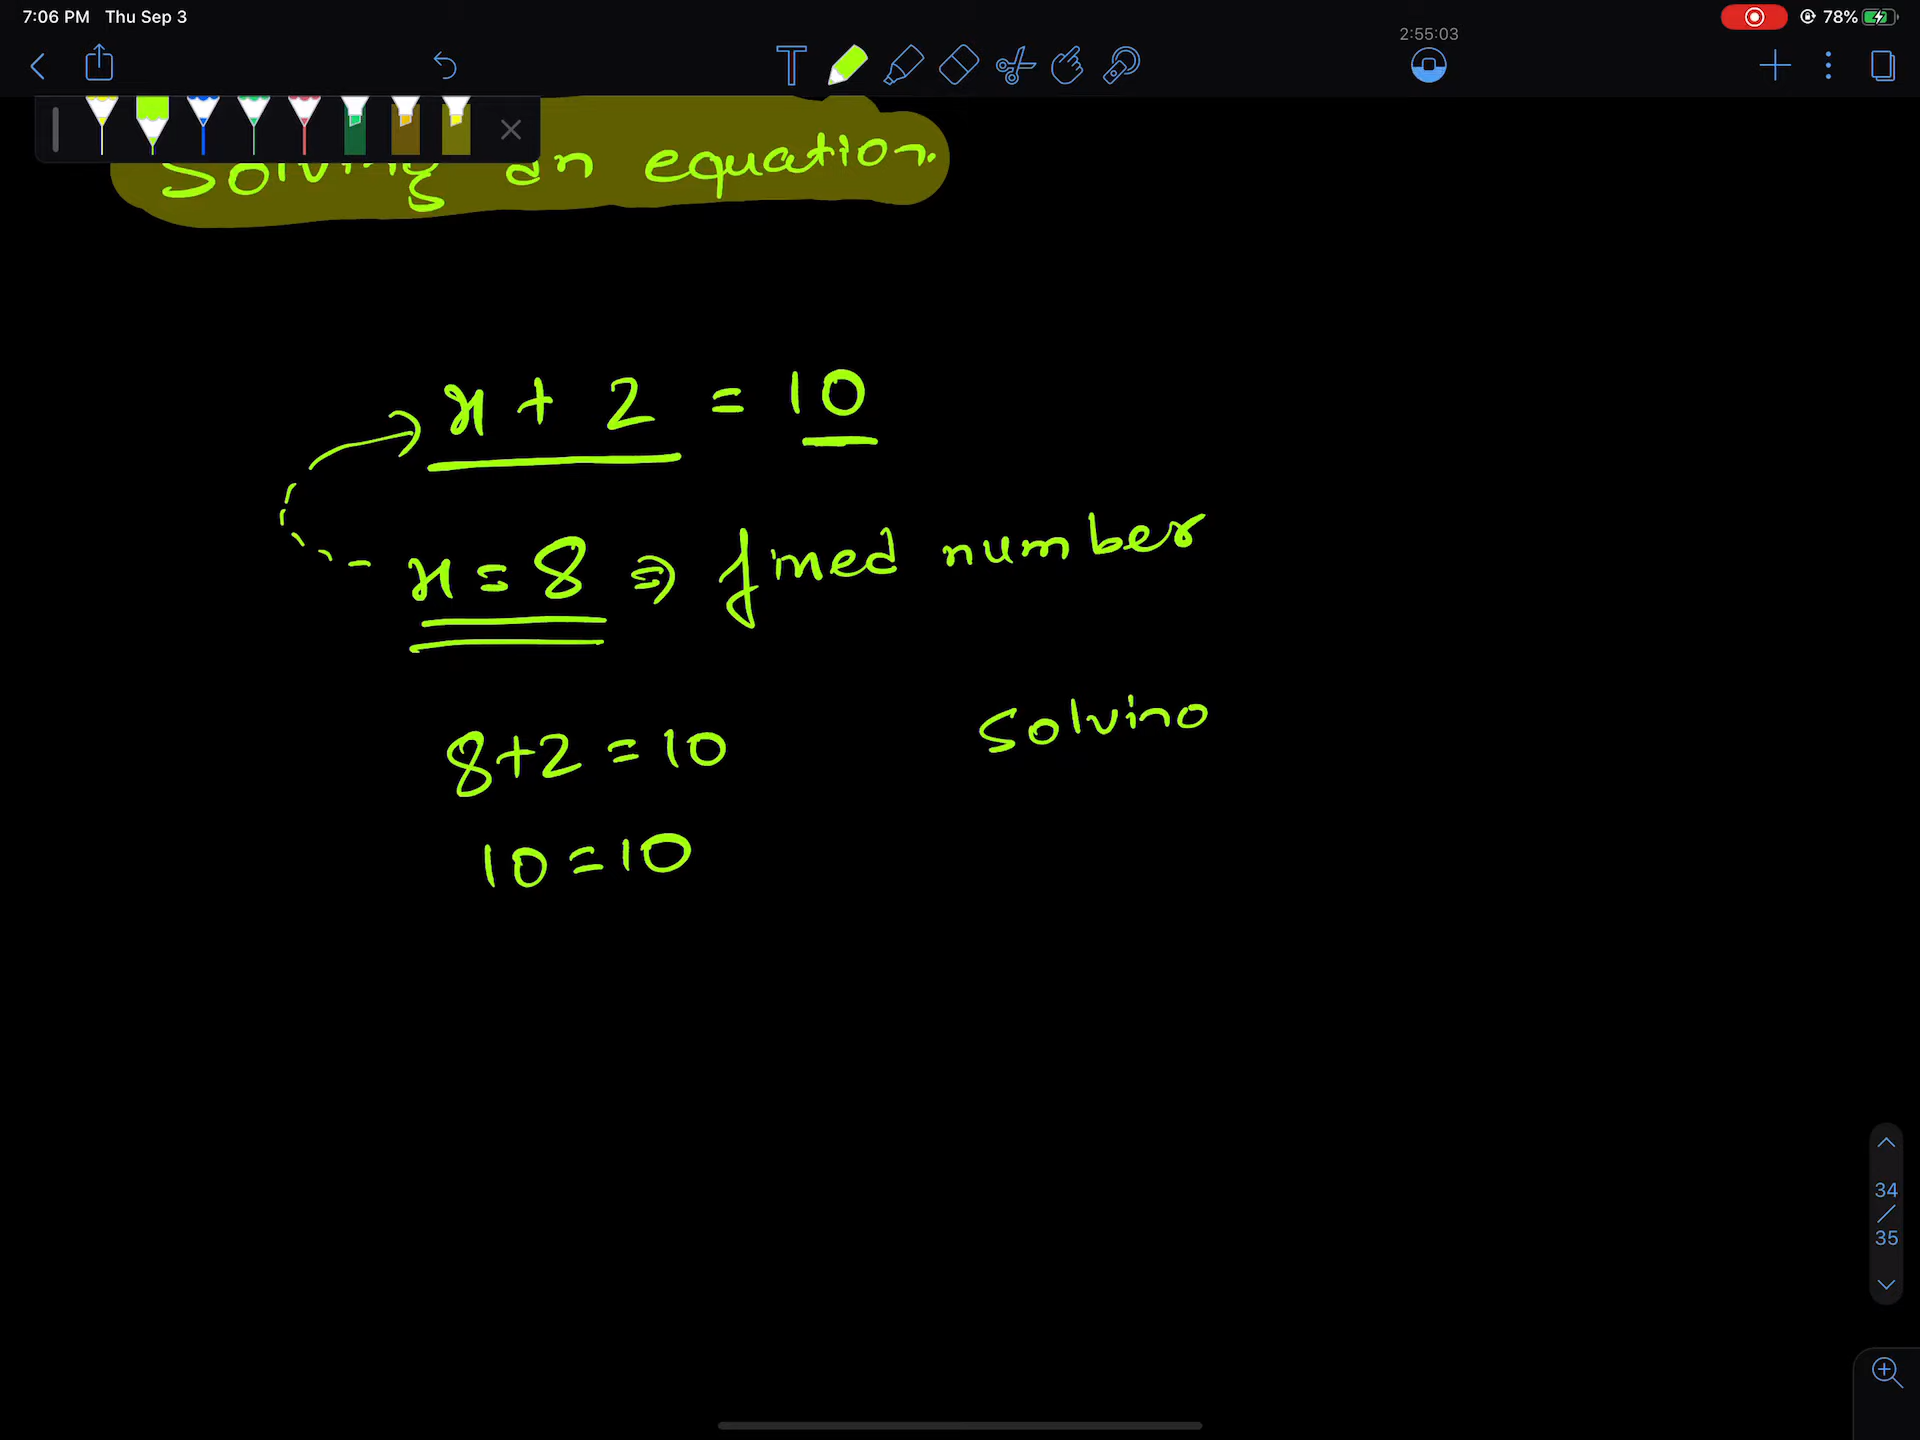 7:06 PM Thu Sep 3
78%
2:55:03
Solving an equation.
x + 2 = 10
x = 8 ⇒ fixed number
8+2 = 10
Solvino
10 = 10
34
/
35